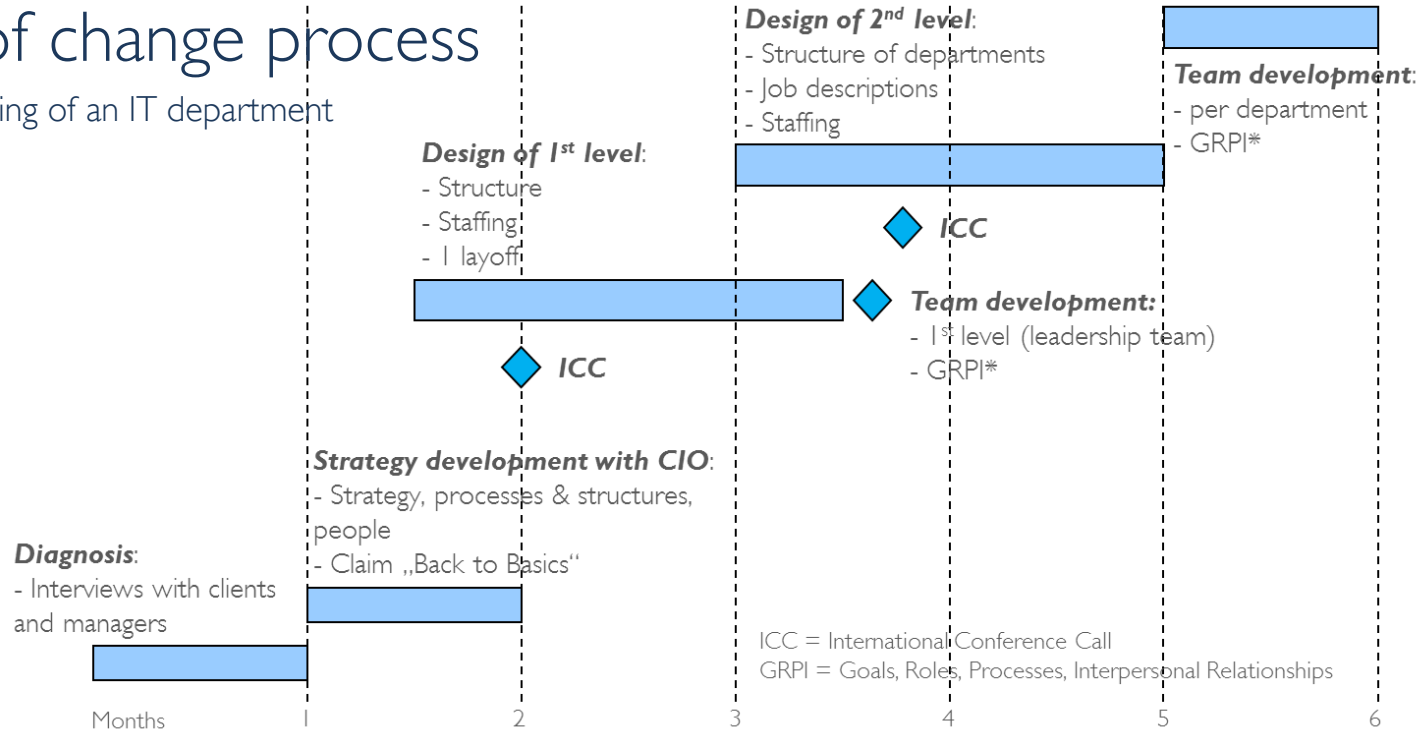 of change process
ing of an IT department
Design of 2nd level:
- Structure of departments
- Job descriptions
- Staffing
Team development:
- per department
- GRPI*
Design of 1st level:
- Structure
- Staffing
- 1 layoff
ICC
Team development:
- 1st level (leadership team)
- GRPI*
ICC
Strategy development with CIO:
- Strategy, processes & structures,
people
- Claim „Back to Basics“
Diagnosis:
- Interviews with clients
and managers
ICC = International Conference Call
GRPI = Goals, Roles, Processes, Interpersonal Relationships
Months 1 2 3 4 5 6